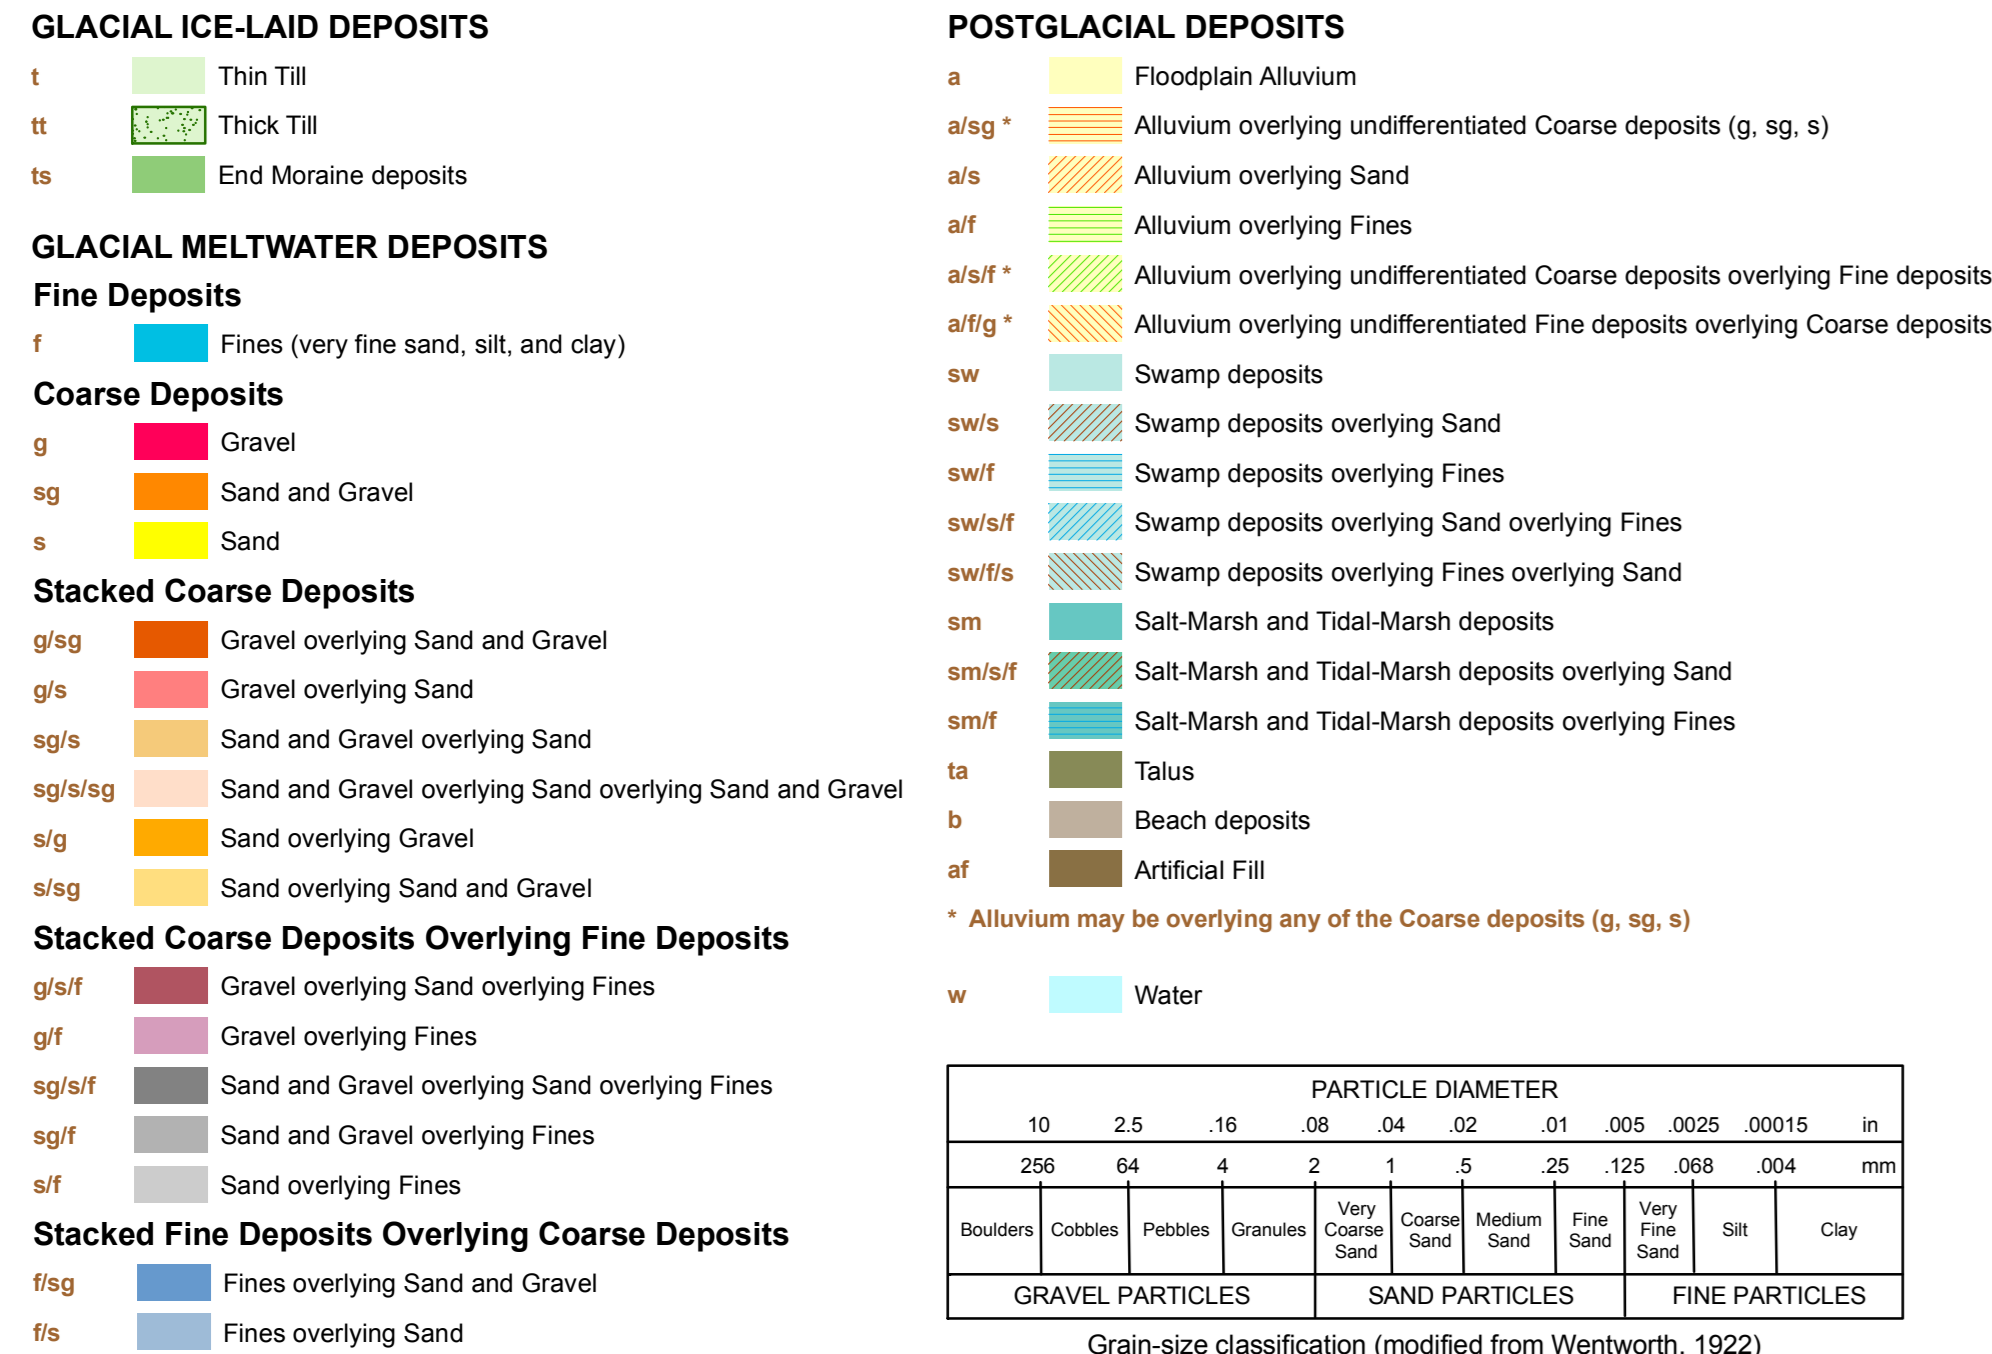 GLACIAL ICE-LAID DEPOSITS
t Thin Till
tt Thick Till
ts End Moraine deposits
GLACIAL MELTWATER DEPOSITS
Fine Deposits
f Fines (very fine sand, silt, and clay)
Coarse Deposits
g Gravel
sg Sand and Gravel
s Sand
Stacked Coarse Deposits
g/sg Gravel overlying Sand and Gravel
g/s Gravel overlying Sand
sg/s Sand and Gravel overlying Sand
sg/s/sg Sand and Gravel overlying Sand overlying Sand and Gravel
s/g Sand overlying Gravel
s/sg Sand overlying Sand and Gravel
Stacked Coarse Deposits Overlying Fine Deposits
g/s/f Gravel overlying Sand overlying Fines
g/f Gravel overlying Fines
sg/s/f Sand and Gravel overlying Sand overlying Fines
sg/f Sand and Gravel overlying Fines
s/f Sand overlying Fines
Stacked Fine Deposits Overlying Coarse Deposits
f/sg Fines overlying Sand and Gravel
f/s Fines overlying Sand
POSTGLACIAL DEPOSITS
a Floodplain Alluvium
a/sg * Alluvium overlying undifferentiated Coarse deposits (g, sg, s)
a/s Alluvium overlying Sand
a/f Alluvium overlying Fines
a/s/f * Alluvium overlying undifferentiated Coarse deposits overlying Fine deposits
a/f/g * Alluvium overlying undifferentiated Fine deposits overlying Coarse deposits
sw Swamp deposits
sw/s Swamp deposits overlying Sand
sw/f Swamp deposits overlying Fines
sw/s/f Swamp deposits overlying Sand overlying Fines
sw/f/s Swamp deposits overlying Fines overlying Sand
sm Salt-Marsh and Tidal-Marsh deposits
sm/s/f Salt-Marsh and Tidal-Marsh deposits overlying Sand
sm/f Salt-Marsh and Tidal-Marsh deposits overlying Fines
ta Talus
b Beach deposits
af Artificial Fill
* Alluvium may be overlying any of the Coarse deposits (g, sg, s)
w Water
PARTICLE DIAMETER
10 2.5 .16 .08 .04 .02 .01 .005 .0025 .00015 in
256 64 4 2 1 .5 .25 .125 .068 .004 mm
Boulders Cobbles Pebbles Granules Very Coarse Sand Coarse Sand Medium Sand Fine Sand Very Fine Sand Silt Clay
GRAVEL PARTICLES SAND PARTICLES FINE PARTICLES
Grain-size classification (modified from Wentworth, 1922)